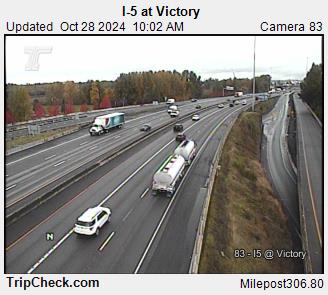 I-5 at Victory
Updated Oct 28 2024 10:02 AM Camera 83
N
83 - I5 @ Victory
TripCheck.com Milepost306.80